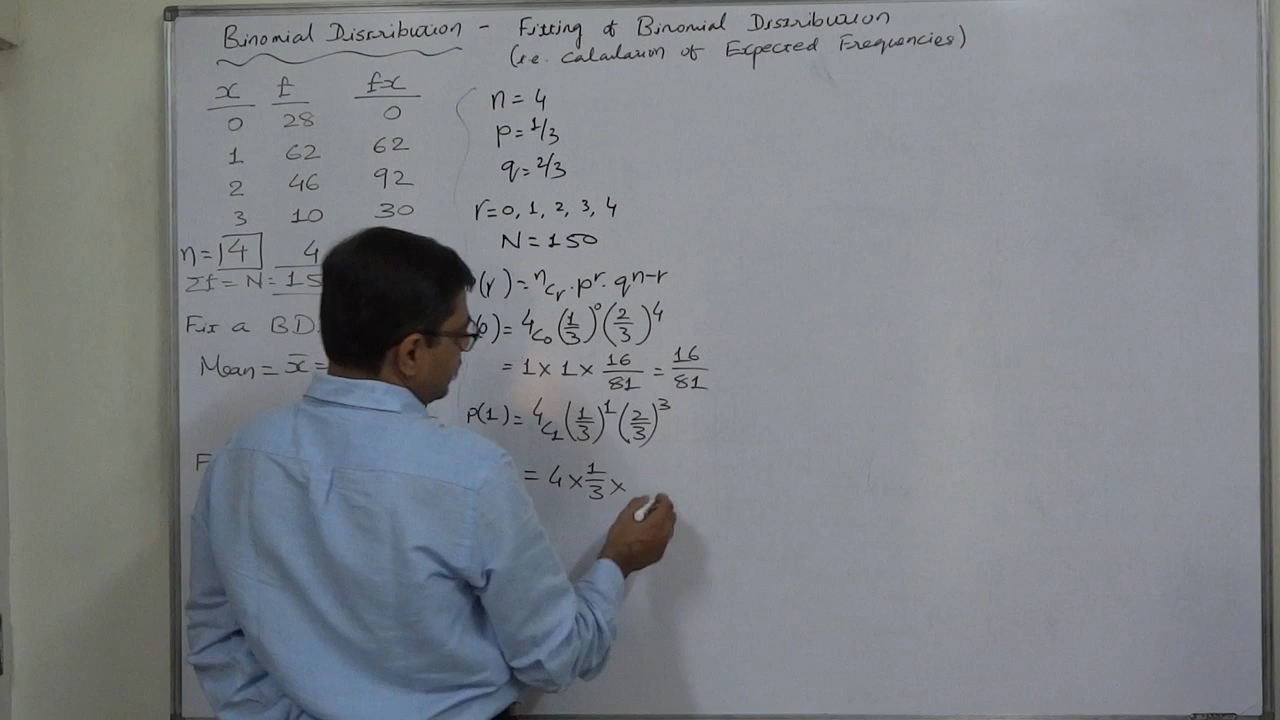 Binomial Distribution - Fitting of Binomial Distribution
(i.e. Calculation of Expected Frequencies)
x f fx
0 28 0
1 62 62
2 46 92
3 10 30
n = 4 4
Σf = N = 15
Fit a BD.
Mean = x̄ =
F
n = 4
p = 1/3
q = 2/3
r = 0, 1, 2, 3, 4
N = 150
(r) = ⁿCᵣ · pʳ · qⁿ⁻ʳ
0) = ⁴C₀ (1/3)⁰ (2/3)⁴
= 1 × 1 × 16/81 = 16/81
P(1) = ⁴C₁ (1/3)¹ (2/3)³
= 4 × 1/3 ×